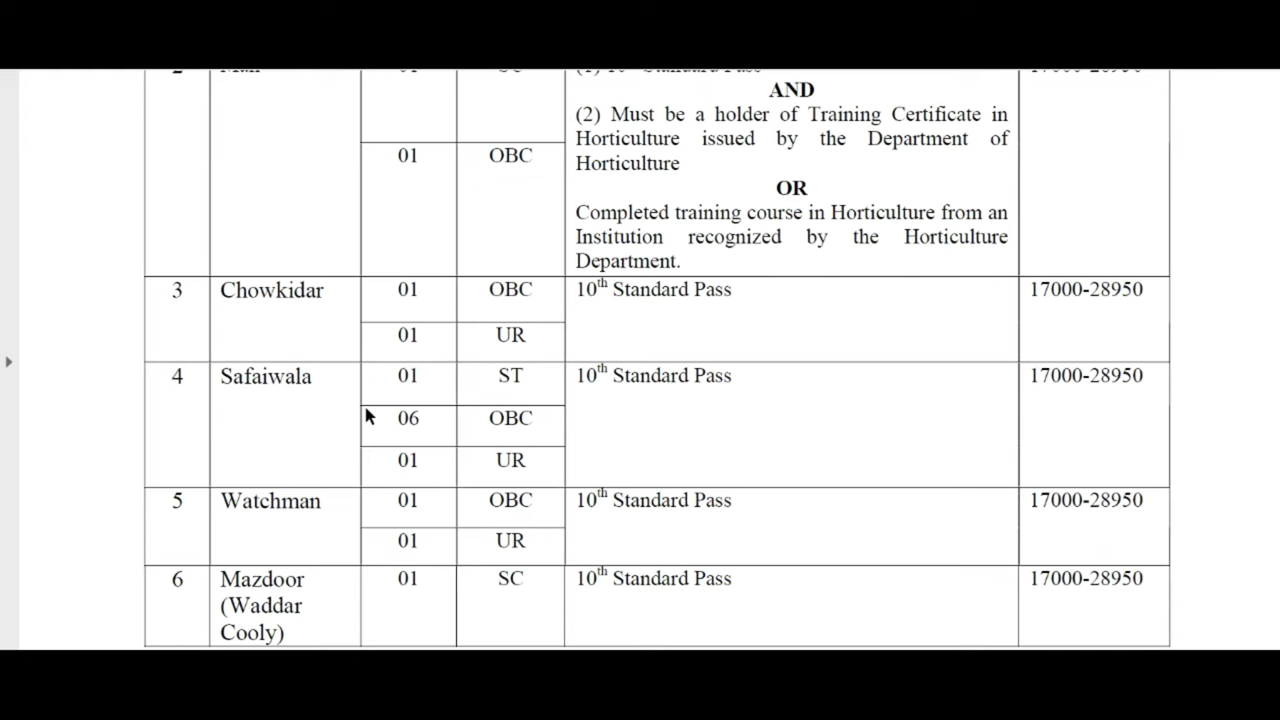 AND
(2) Must be a holder of Training Certificate in
Horticulture issued by the Department of
Horticulture
01 OBC
OR
Completed training course in Horticulture from an
Institution recognized by the Horticulture
Department.
3 Chowkidar 01 OBC 10th Standard Pass 17000-28950
01 UR
4 Safaiwala 01 ST 10th Standard Pass 17000-28950
06 OBC
01 UR
5 Watchman 01 OBC 10th Standard Pass 17000-28950
01 UR
6 Mazdoor 01 SC 10th Standard Pass 17000-28950
(Waddar
Cooly)